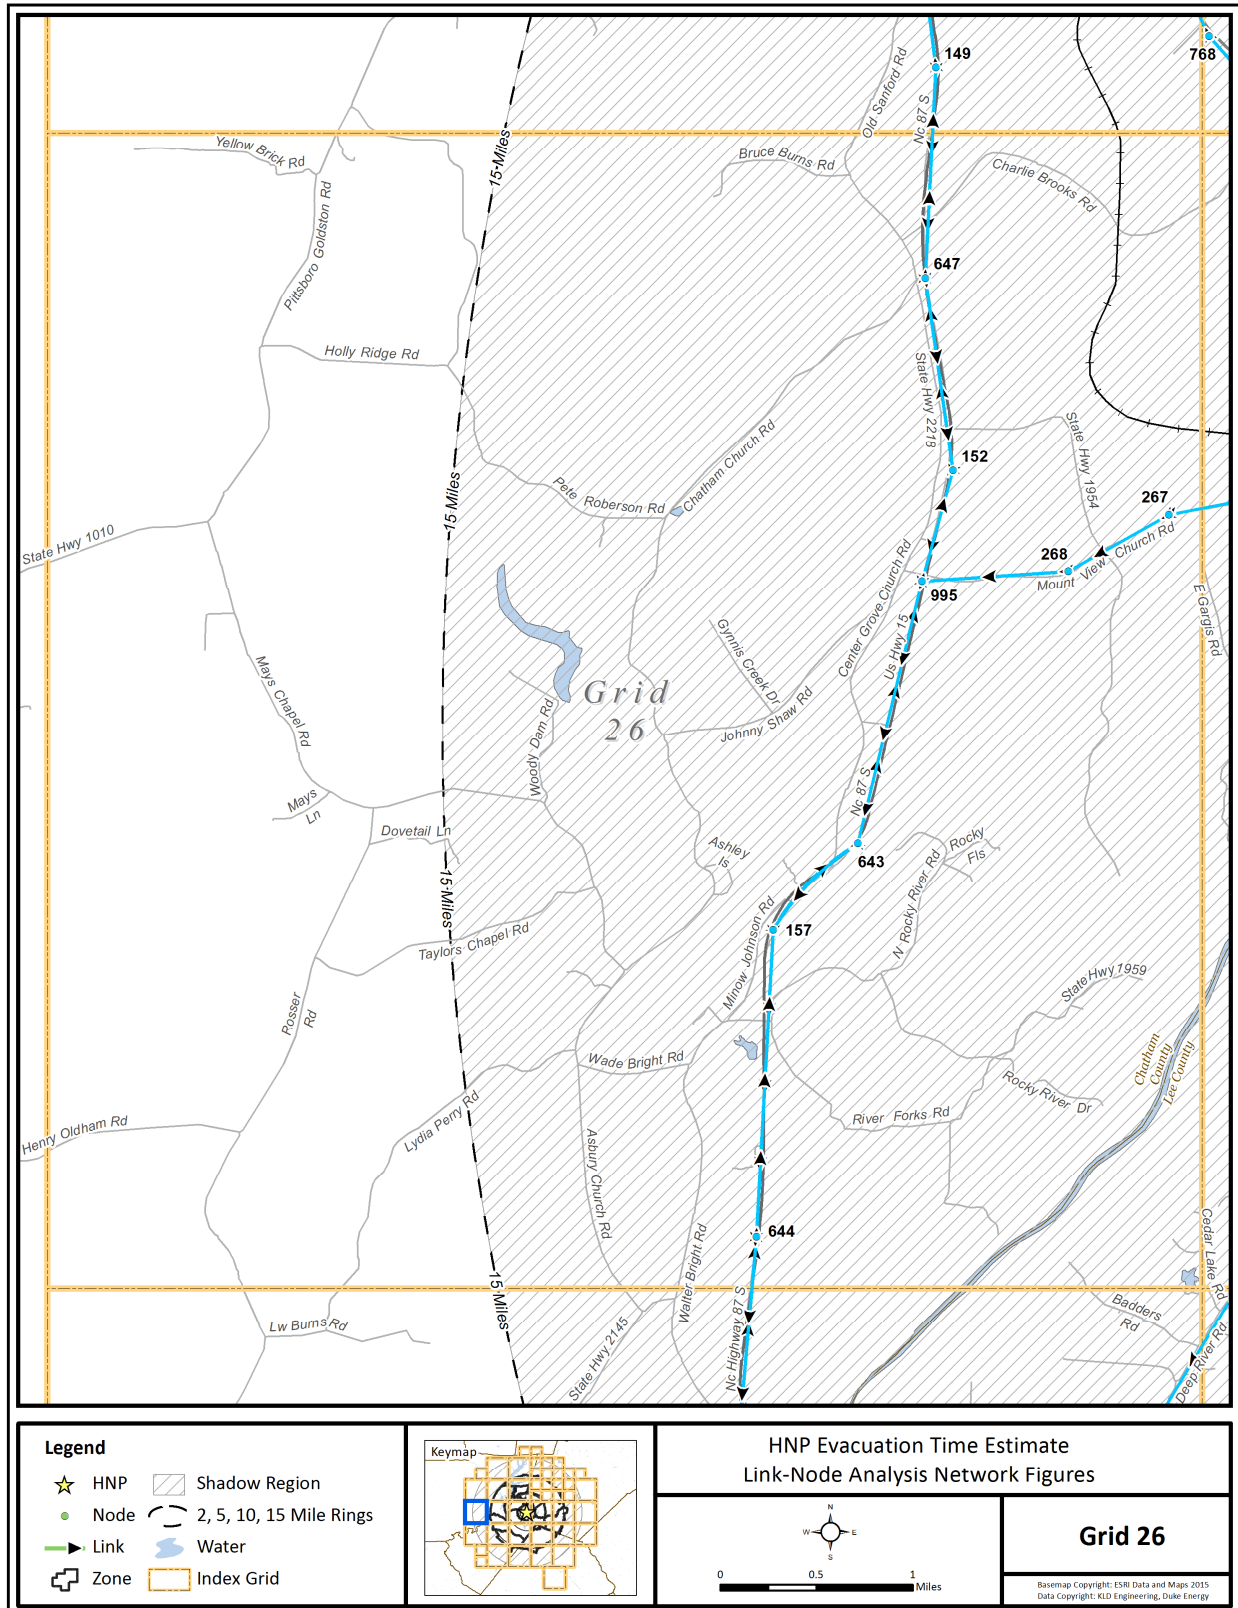 149
768
Old Sanford Rd
Nc 87 S
Yellow Brick Rd
15 Miles
Bruce Burns Rd
Charlie Brooks Rd
Pittsboro Goldston Rd
647
Holly Ridge Rd
State Hwy 2218
Chatham Church Rd
State Hwy 1954
152
Pete Roberson Rd
15 Miles
267
State Hwy 1010
268
Mount View Church Rd
995
Center Grove Church Rd
E Gargis Rd
Us Hwy 15
Gynnis Creek Dr
Mays Chapel Rd
Grid
26
Johnny Shaw Rd
Woody Dam Rd
Nc 87 S
Mays
Ln
Dovetail Ln
Ashley
Is
643
Rocky
Fls
N Rocky River Rd
15 Miles
Taylors Chapel Rd
157
Minow Johnson Rd
State Hwy 1959
Posser
Rd
Chatham
County
Lee County
Wade Bright Rd
Rocky River Dr
Lydia Perry Rd
River Forks Rd
Henry Oldham Rd
Asbury Church Rd
644
Walter Bright Rd
Cedar Lake Rd
15 Miles
Badders
Rd
Lw Burns Rd
State Hwy 2145
Nc Highway 87 S
Deep River Rd
Legend
HNP
Shadow Region
Node
2, 5, 10, 15 Mile Rings
Link
Water
Zone
Index Grid
Keymap
HNP Evacuation Time Estimate
Link-Node Analysis Network Figures
N
W
E
S
0
0.5
1
Miles
Grid 26
Basemap Copyright: ESRI Data and Maps 2015
Data Copyright: KLD Engineering, Duke Energy